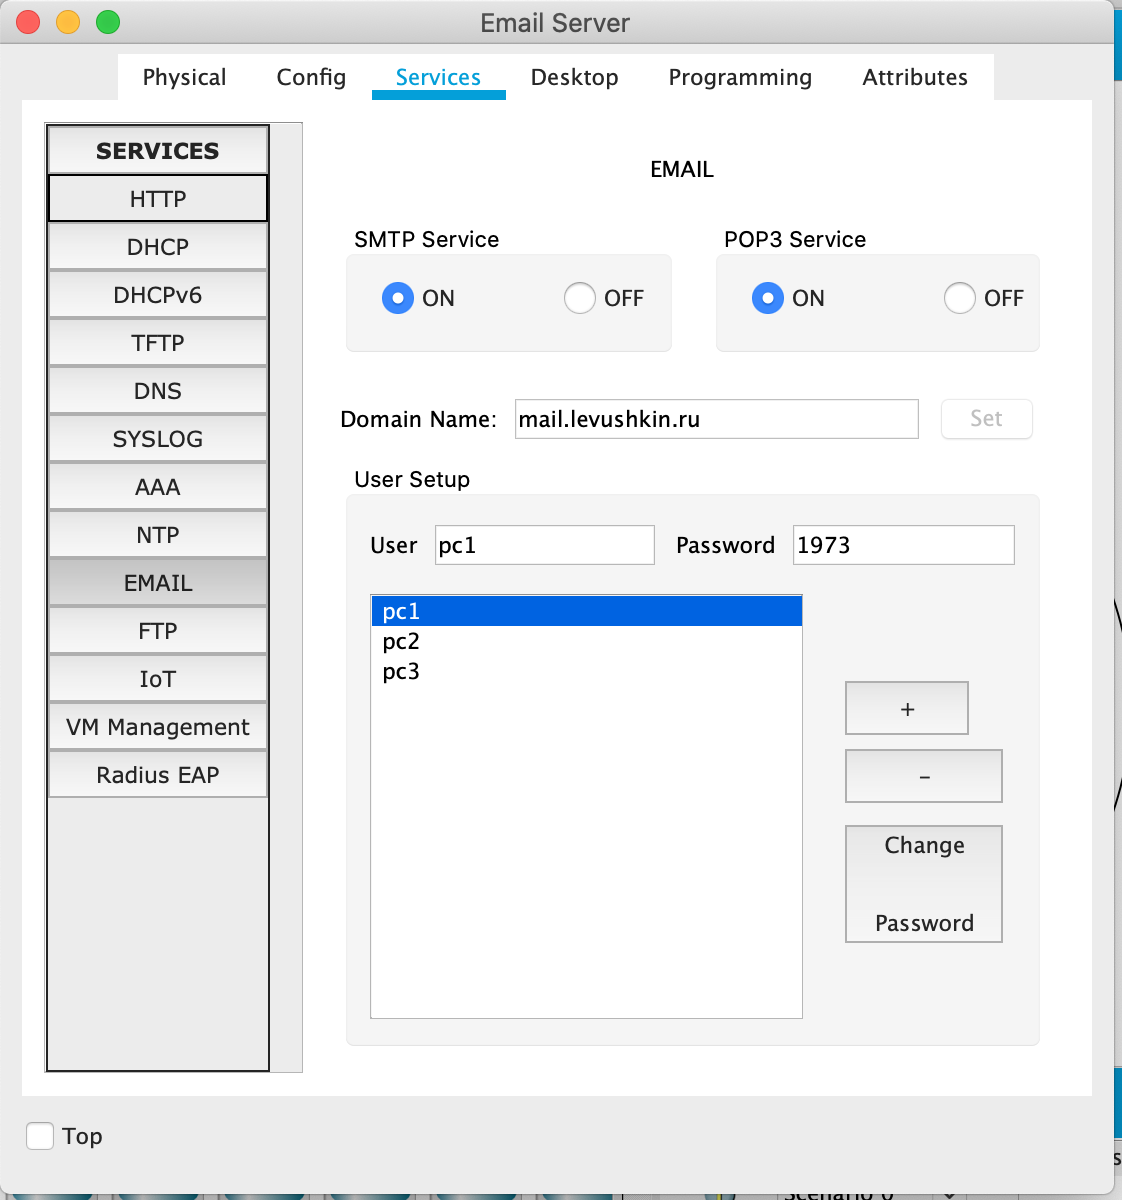 Email Server
Physical Config Services Desktop Programming Attributes
SERVICES
HTTP
DHCP
DHCPv6
TFTP
DNS
SYSLOG
AAA
NTP
EMAIL
FTP
IoT
VM Management
Radius EAP
EMAIL
SMTP Service POP3 Service
ON OFF ON OFF
Domain Name: mail.levushkin.ru Set
User Setup
User pc1 Password 1973
pc1
pc2
pc3
+
-
Change
Password
Top
Scenario 0